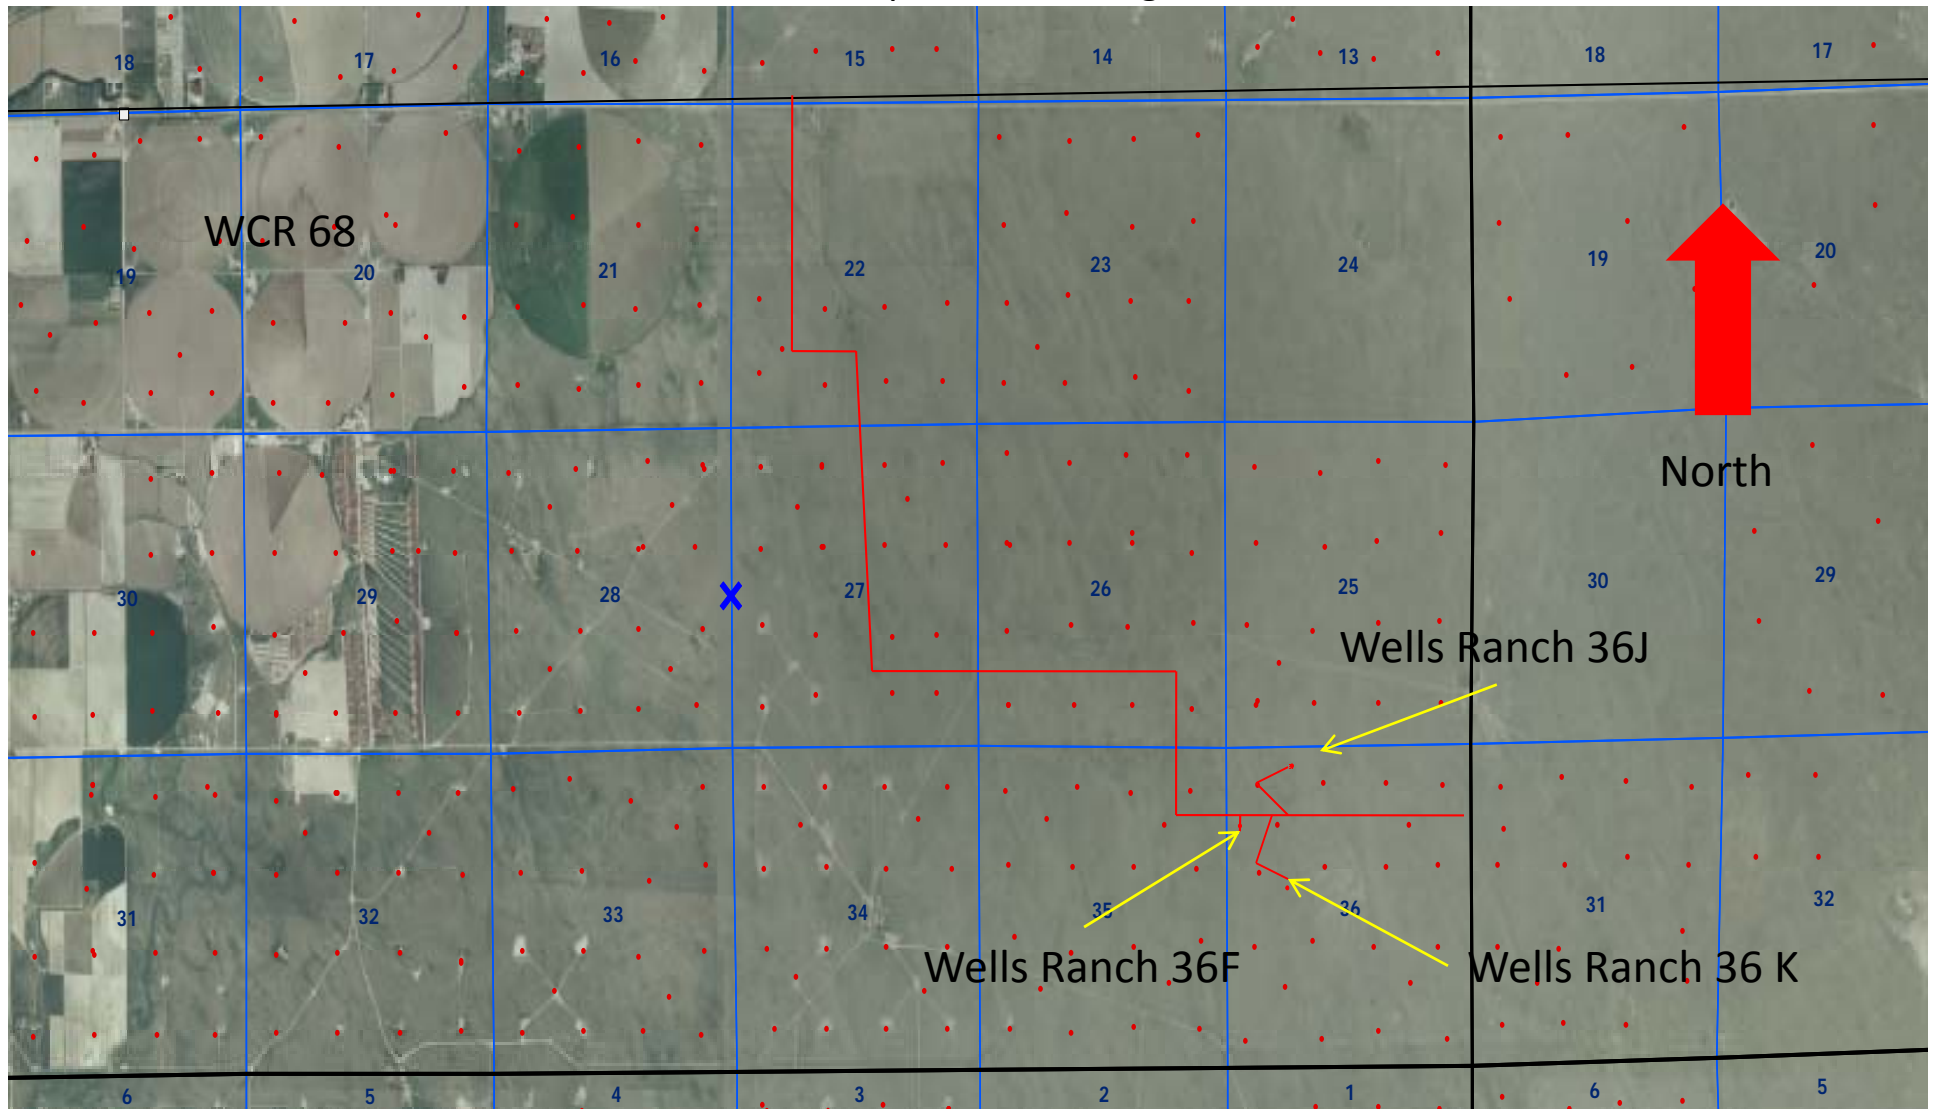 18 17 16 15 14 13 18 17
WCR 68
19 20 21 22 23 24 19 20
North
30 29 28 27 26 25 30 29
X
Wells Ranch 36J
31 32 33 34 35 36 31 32
Wells Ranch 36F
Wells Ranch 36 K
6 5 4 3 2 1 6 5